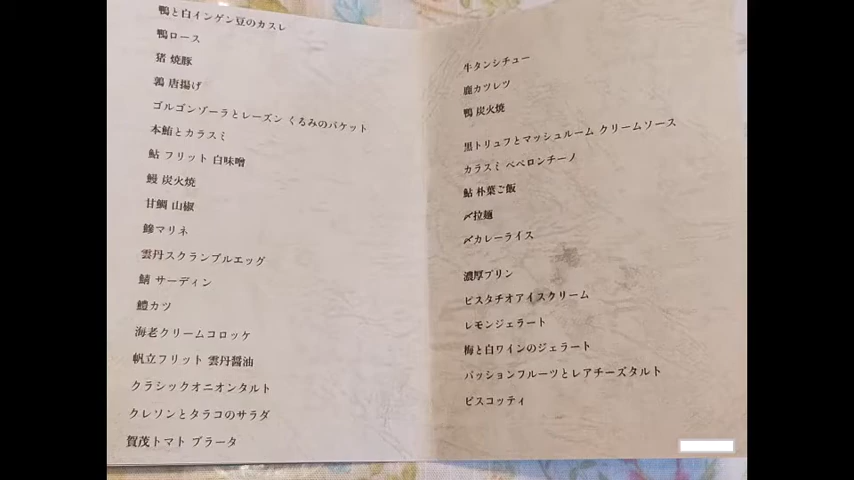 鴨と白インゲン豆のカスレ
鴨ロース
猪 焼豚
鶉 唐揚げ
ゴルゴンゾーラとレーズン くるみのバケット
本鮪とカラスミ
鮎 フリット 白味噌
鰻 炭火焼
甘鯛 山椒
鰺マリネ
雲丹スクランブルエッグ
鯖 サーディン
鱧カツ
海老クリームコロッケ
帆立フリット 雲丹醤油
クラシックオニオンタルト
クレソンとタラコのサラダ
賀茂トマト ブラータ
牛タンシチュー
鹿カツレツ
鴨 炭火焼
黒トリュフとマッシュルーム クリームソース
カラスミ ペペロンチーノ
鮎 朴葉ご飯
〆拉麺
〆カレーライス
濃厚プリン
ピスタチオアイスクリーム
レモンジェラート
梅と白ワインのジェラート
パッションフルーツとレアチーズタルト
ビスコッティ